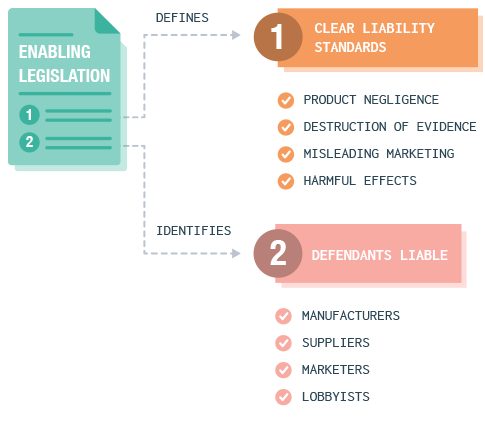 ENABLING
LEGISLATION
1
2
DEFINES
1
CLEAR LIABILITY
STANDARDS
PRODUCT NEGLIGENCE
DESTRUCTION OF EVIDENCE
MISLEADING MARKETING
HARMFUL EFFECTS
IDENTIFIES
2
DEFENDANTS LIABLE
MANUFACTURERS
SUPPLIERS
MARKETERS
LOBBYISTS